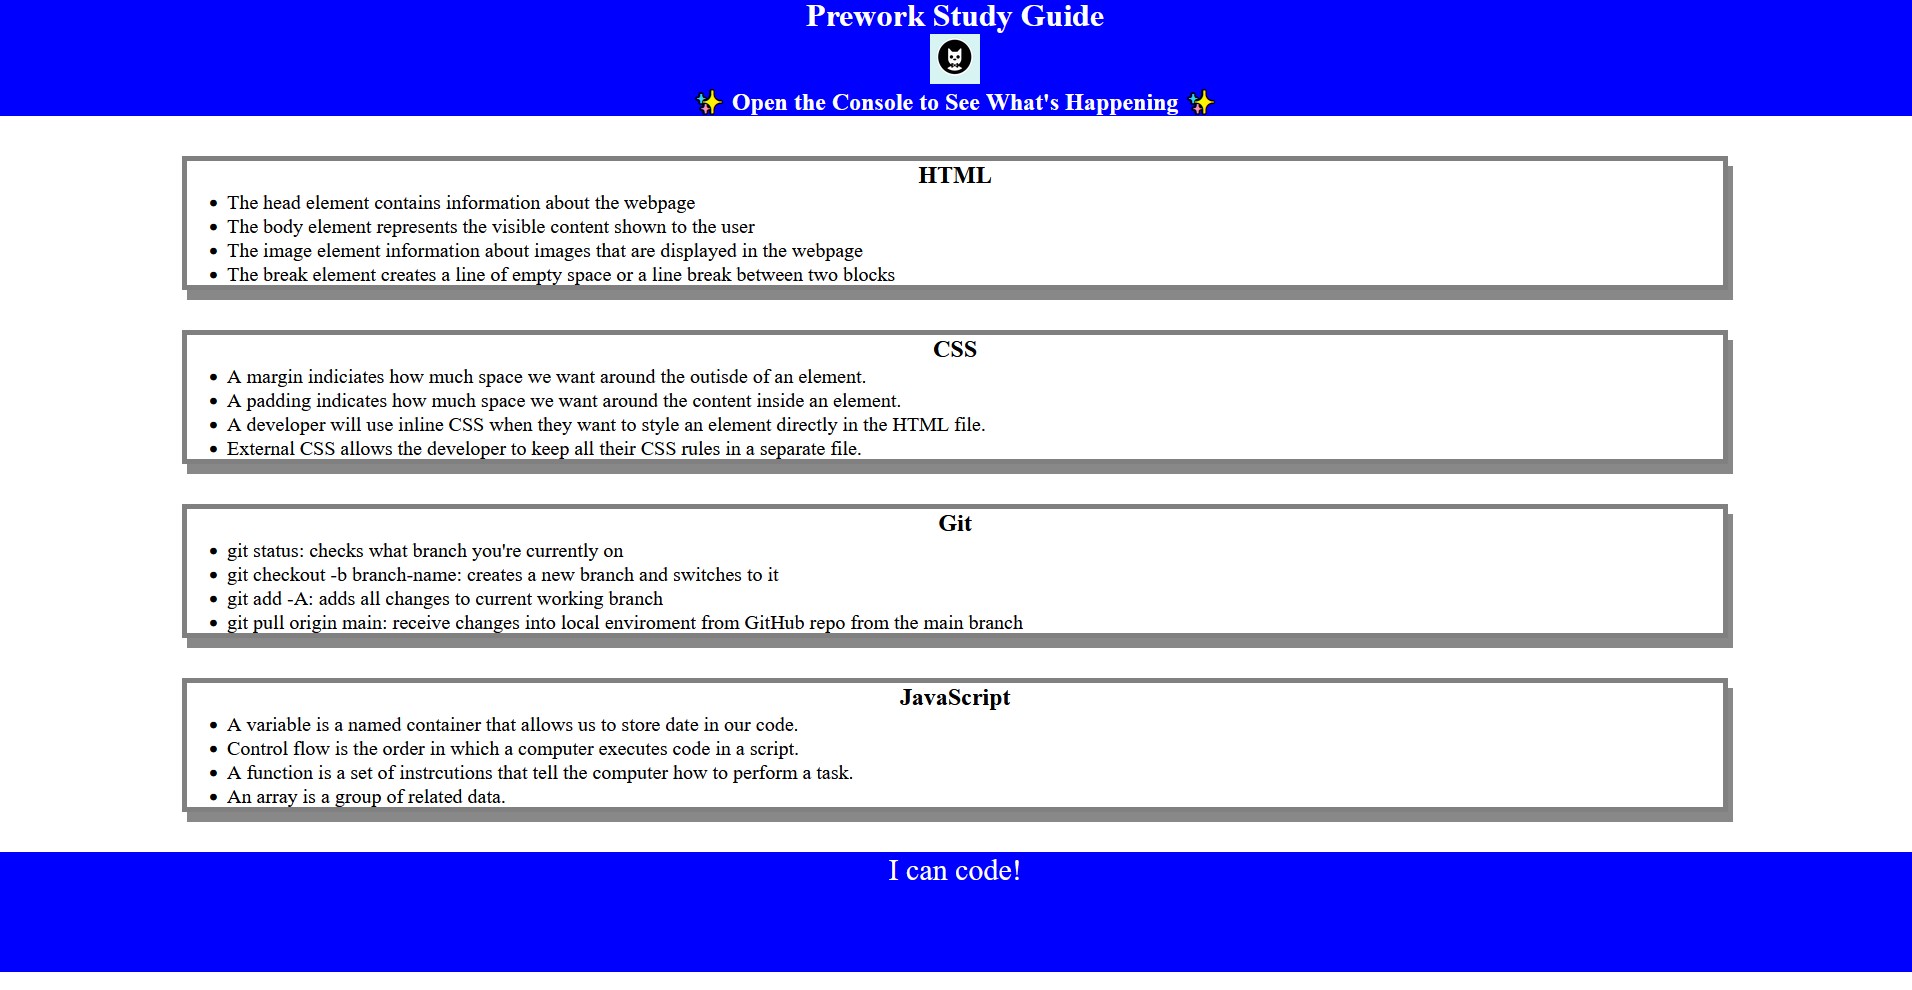 Prework Study Guide
✨ Open the Console to See What's Happening ✨
HTML
• The head element contains information about the webpage
• The body element represents the visible content shown to the user
• The image element information about images that are displayed in the webpage
• The break element creates a line of empty space or a line break between two blocks
CSS
• A margin indiciates how much space we want around the outisde of an element.
• A padding indicates how much space we want around the content inside an element.
• A developer will use inline CSS when they want to style an element directly in the HTML file.
• External CSS allows the developer to keep all their CSS rules in a separate file.
Git
• git status: checks what branch you're currently on
• git checkout -b branch-name: creates a new branch and switches to it
• git add -A: adds all changes to current working branch
• git pull origin main: receive changes into local enviroment from GitHub repo from the main branch
JavaScript
• A variable is a named container that allows us to store date in our code.
• Control flow is the order in which a computer executes code in a script.
• A function is a set of instrcutions that tell the computer how to perform a task.
• An array is a group of related data.
I can code!